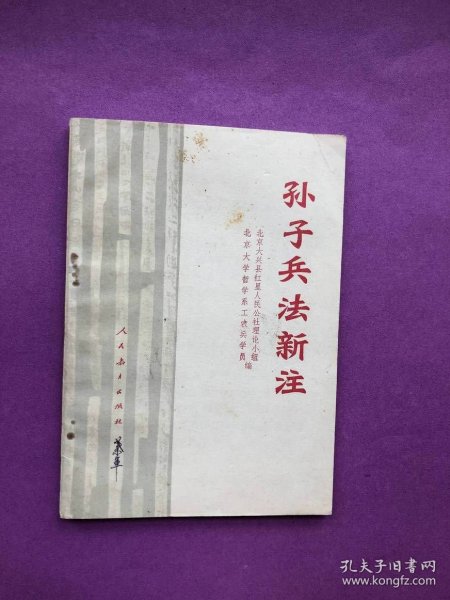 孙子兵法新注
北京大兴县红星人民公社理论小组
北京大学哲学系工农兵学员编
人民教育出版社
孔夫子旧书网
www.kongfz.com